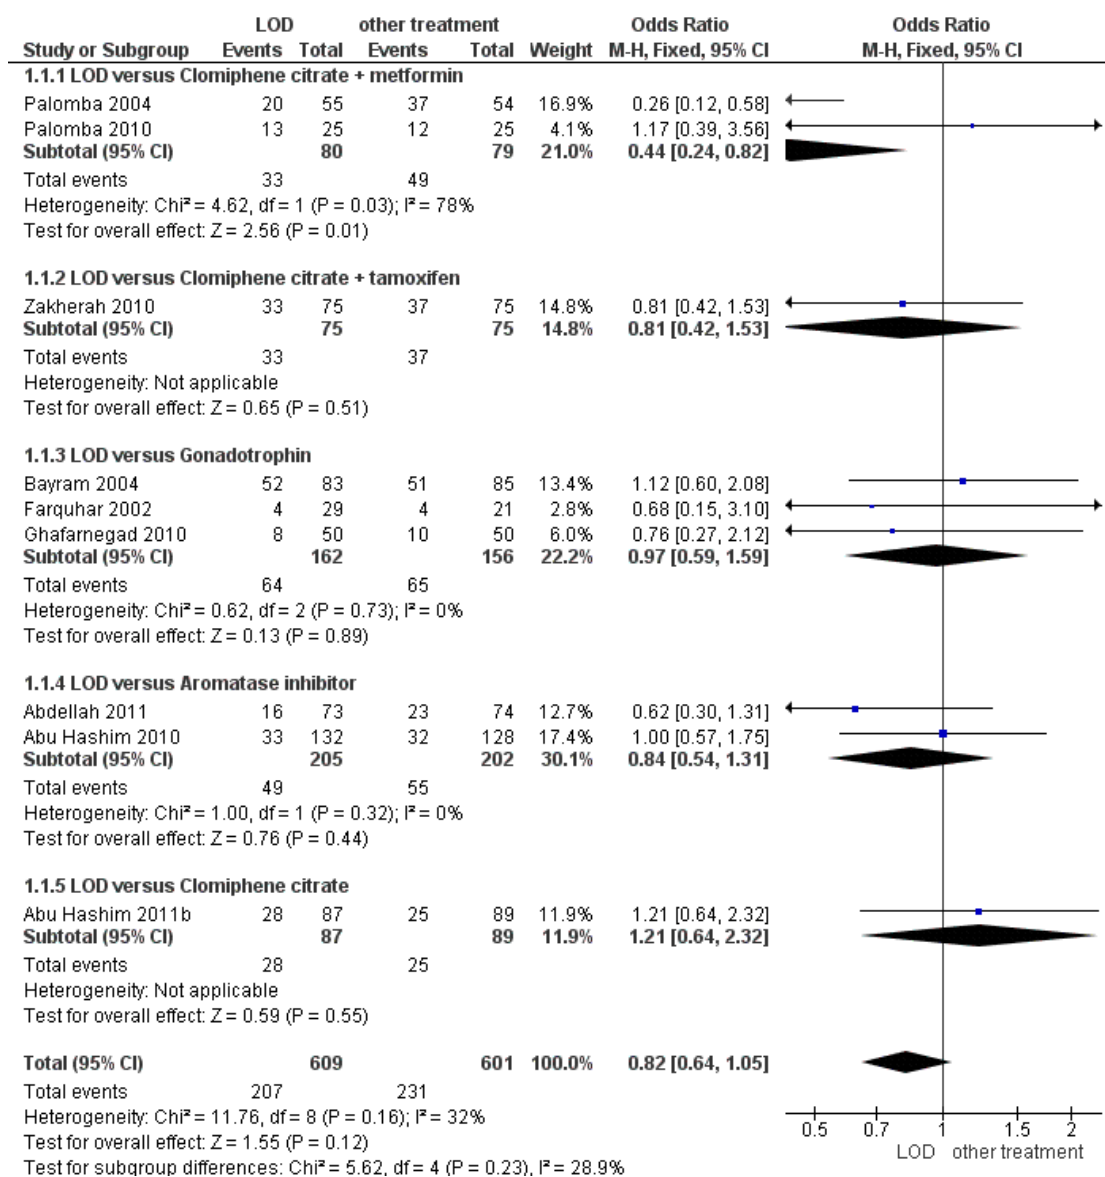 LOD other treatment Odds Ratio Odds Ratio
Study or Subgroup Events Total Events Total Weight M-H, Fixed, 95% CI M-H, Fixed, 95% CI
1.1.1 LOD versus Clomiphene citrate + metformin
Palomba 2004 20 55 37 54 16.9% 0.26 [0.12, 0.58]
Palomba 2010 13 25 12 25 4.1% 1.17 [0.39, 3.56]
Subtotal (95% CI) 80 79 21.0% 0.44 [0.24, 0.82]
Total events 33 49
Heterogeneity: Chi² = 4.62, df = 1 (P = 0.03); I² = 78%
Test for overall effect: Z = 2.56 (P = 0.01)
1.1.2 LOD versus Clomiphene citrate + tamoxifen
Zakherah 2010 33 75 37 75 14.8% 0.81 [0.42, 1.53]
Subtotal (95% CI) 75 75 14.8% 0.81 [0.42, 1.53]
Total events 33 37
Heterogeneity: Not applicable
Test for overall effect: Z = 0.65 (P = 0.51)
1.1.3 LOD versus Gonadotrophin
Bayram 2004 52 83 51 85 13.4% 1.12 [0.60, 2.08]
Farquhar 2002 4 29 4 21 2.8% 0.68 [0.15, 3.10]
Ghafarnegad 2010 8 50 10 50 6.0% 0.76 [0.27, 2.12]
Subtotal (95% CI) 162 156 22.2% 0.97 [0.59, 1.59]
Total events 64 65
Heterogeneity: Chi² = 0.62, df = 2 (P = 0.73); I² = 0%
Test for overall effect: Z = 0.13 (P = 0.89)
1.1.4 LOD versus Aromatase inhibitor
Abdellah 2011 16 73 23 74 12.7% 0.62 [0.30, 1.31]
Abu Hashim 2010 33 132 32 128 17.4% 1.00 [0.57, 1.75]
Subtotal (95% CI) 205 202 30.1% 0.84 [0.54, 1.31]
Total events 49 55
Heterogeneity: Chi² = 1.00, df = 1 (P = 0.32); I² = 0%
Test for overall effect: Z = 0.76 (P = 0.44)
1.1.5 LOD versus Clomiphene citrate
Abu Hashim 2011b 28 87 25 89 11.9% 1.21 [0.64, 2.32]
Subtotal (95% CI) 87 89 11.9% 1.21 [0.64, 2.32]
Total events 28 25
Heterogeneity: Not applicable
Test for overall effect: Z = 0.59 (P = 0.55)
Total (95% CI) 609 601 100.0% 0.82 [0.64, 1.05]
Total events 207 231
Heterogeneity: Chi² = 11.76, df = 8 (P = 0.16); I² = 32%
Test for overall effect: Z = 1.55 (P = 0.12)
Test for subgroup differences: Chi² = 5.62, df = 4 (P = 0.23), I² = 28.9%
0.5 0.7 1 1.5 2
LOD other treatment